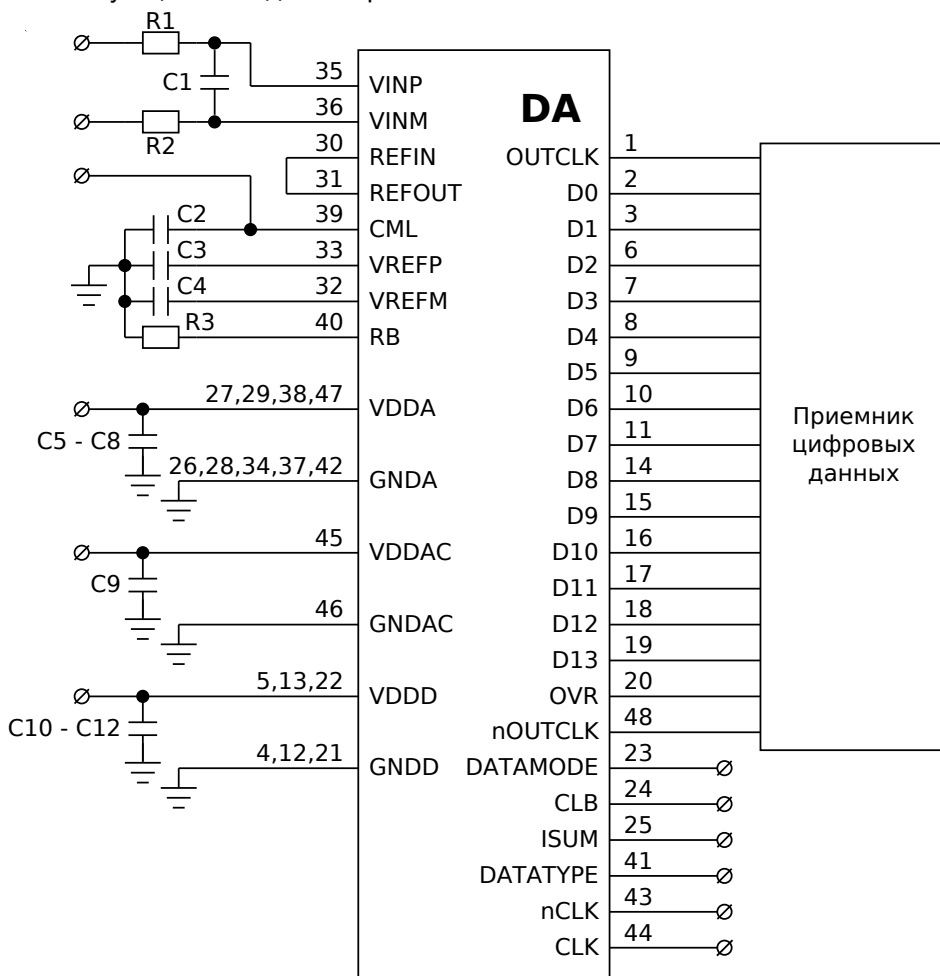 R1
C1
R2
C2
C3
C4
R3
C5 - C8
C9
C10 - C12
35
36
30
31
39
33
32
40
27,29,38,47
26,28,34,37,42
45
46
5,13,22
4,12,21
VINP
VINM
REFIN
REFOUT
CML
VREFP
VREFM
RB
VDDA
GNDA
VDDAC
GNDAC
VDDD
GNDD
DA
OUTCLK
D0
D1
D2
D3
D4
D5
D6
D7
D8
D9
D10
D11
D12
D13
OVR
nOUTCLK
DATAMODE
CLB
ISUM
DATATYPE
nCLK
CLK
1
2
3
6
7
8
9
10
11
14
15
16
17
18
19
20
48
23
24
25
41
43
44
Приемник
цифровых
данных